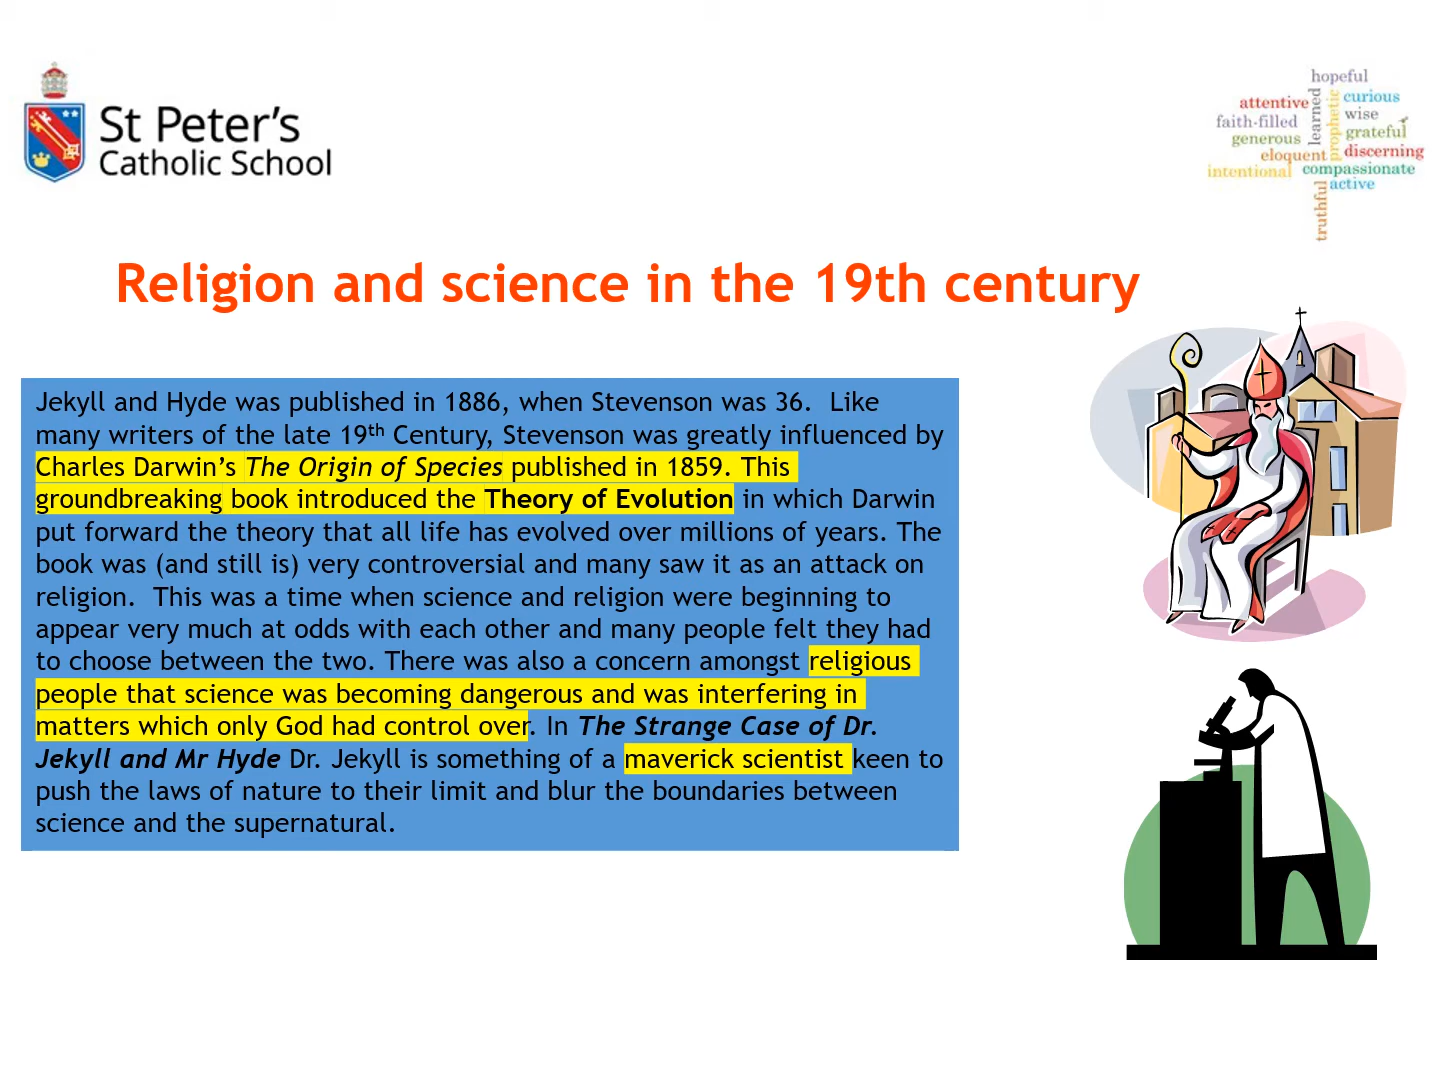 St Peter's
Catholic School
hopeful
attentive
learned
prophetic
curious
faith-filled
wise
generous
grateful
eloquent
discerning
intentional
compassionate
active
truthful
Religion and science in the 19th century
Jekyll and Hyde was published in 1886, when Stevenson was 36.  Like
many writers of the late 19th Century, Stevenson was greatly influenced by
Charles Darwin's The Origin of Species published in 1859. This
groundbreaking book introduced the Theory of Evolution in which Darwin
put forward the theory that all life has evolved over millions of years. The
book was (and still is) very controversial and many saw it as an attack on
religion.  This was a time when science and religion were beginning to
appear very much at odds with each other and many people felt they had
to choose between the two. There was also a concern amongst religious
people that science was becoming dangerous and was interfering in
matters which only God had control over. In The Strange Case of Dr.
Jekyll and Mr Hyde Dr. Jekyll is something of a maverick scientist keen to
push the laws of nature to their limit and blur the boundaries between
science and the supernatural.